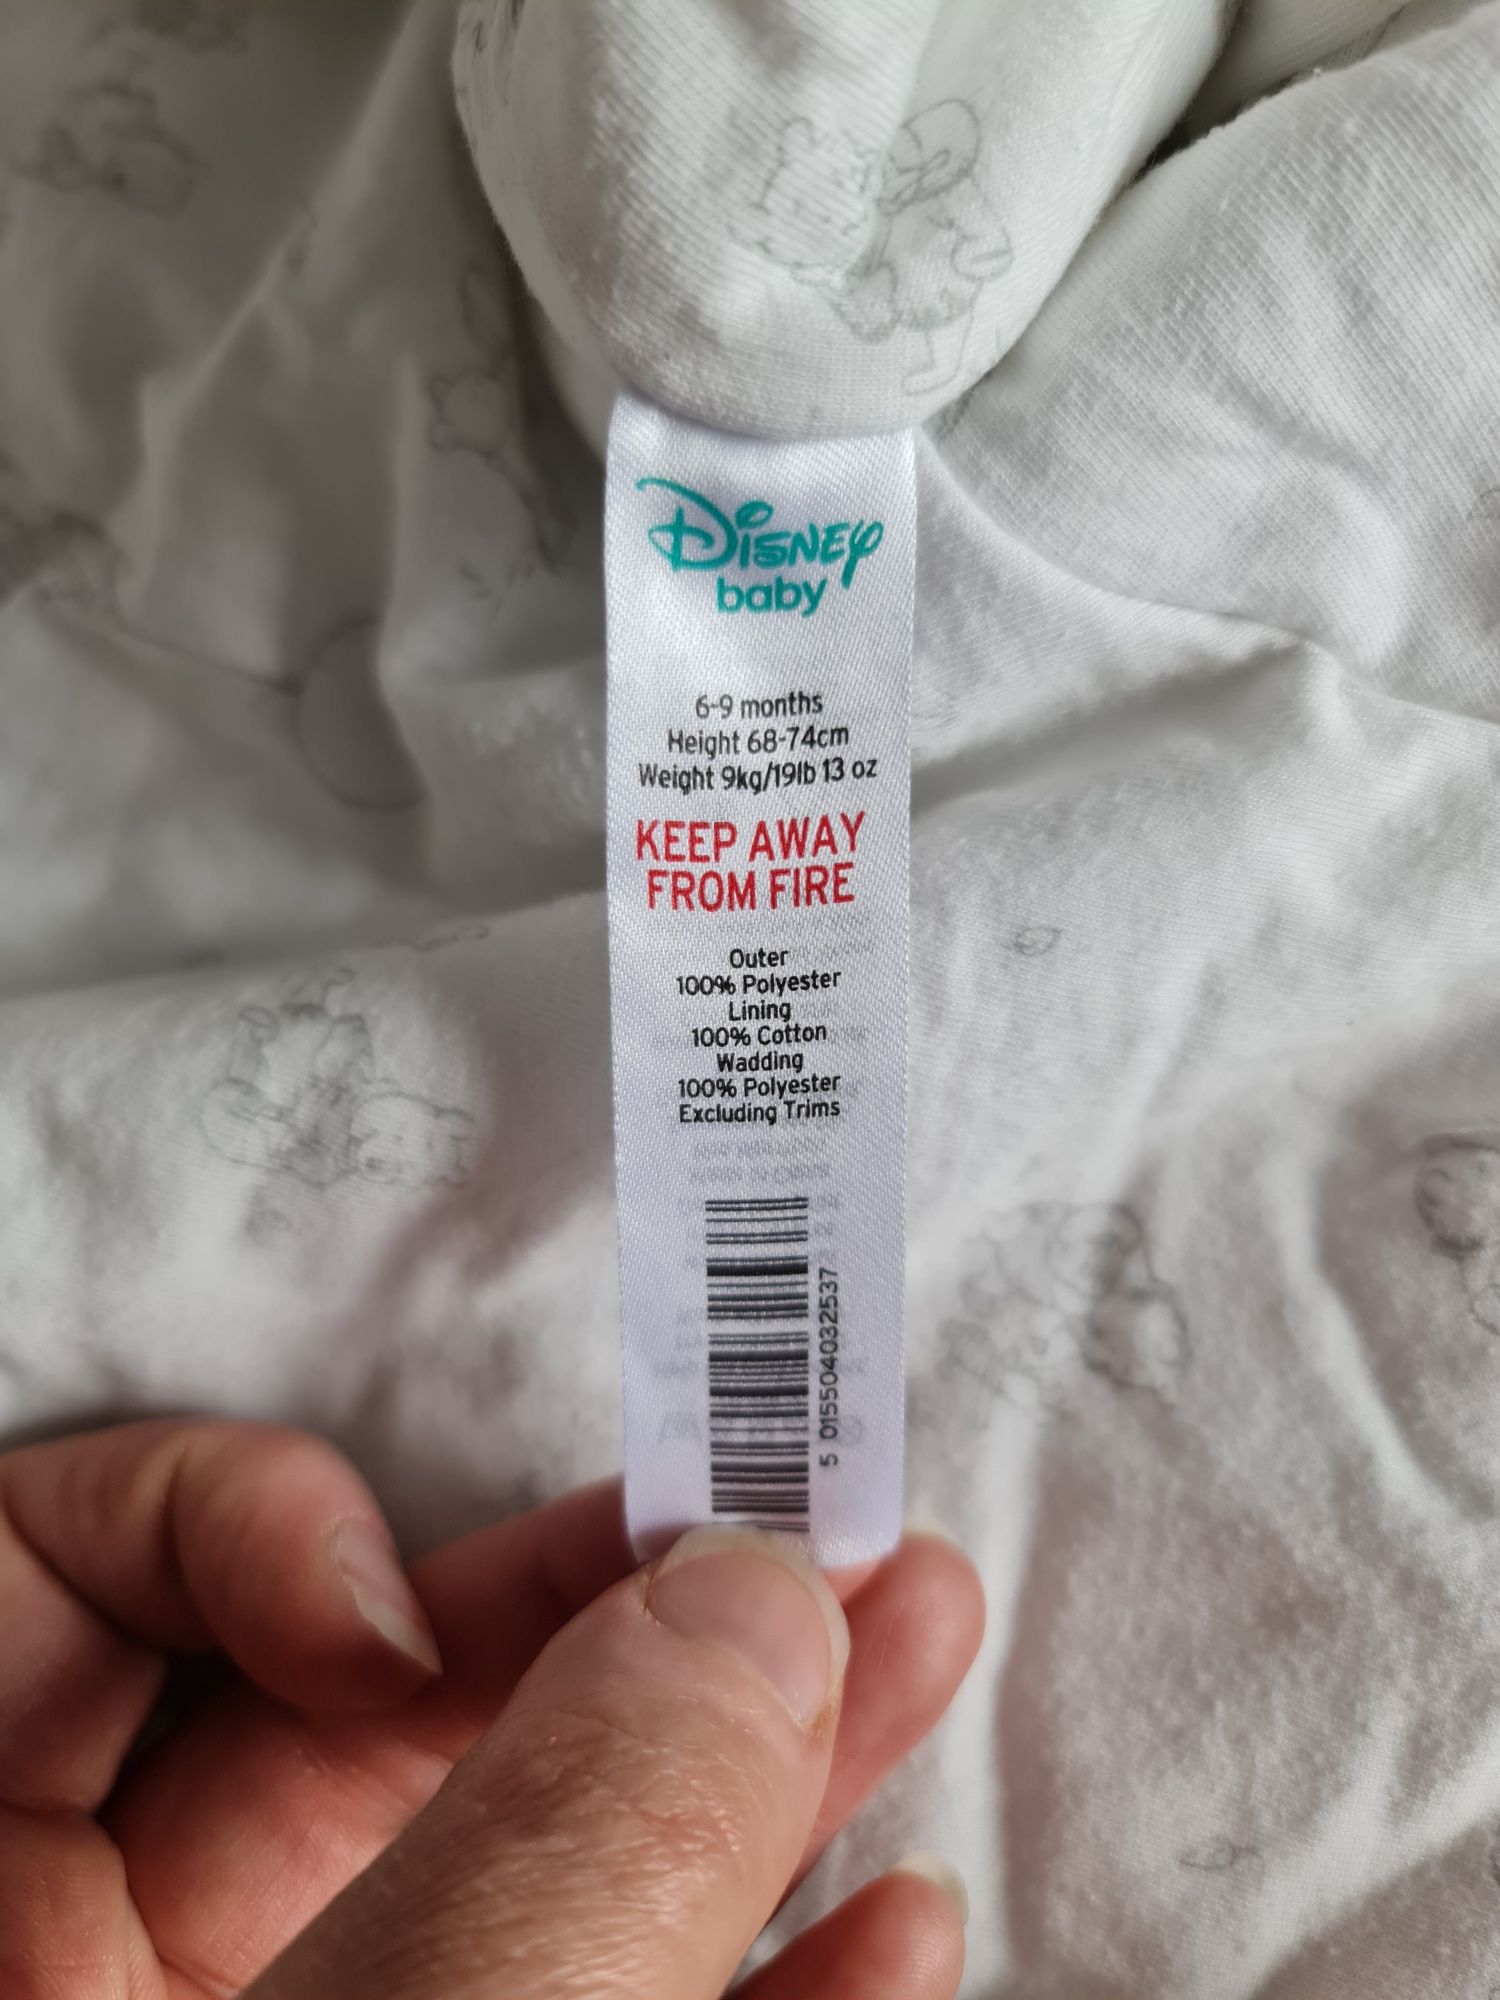 Disney
baby
6-9 months
Height 68-74cm
Weight 9kg/19lb 13 oz
KEEP AWAY
FROM FIRE
Outer
100% Polyester
Lining
100% Cotton
Wadding
100% Polyester
Excluding Trims
5 015504032537